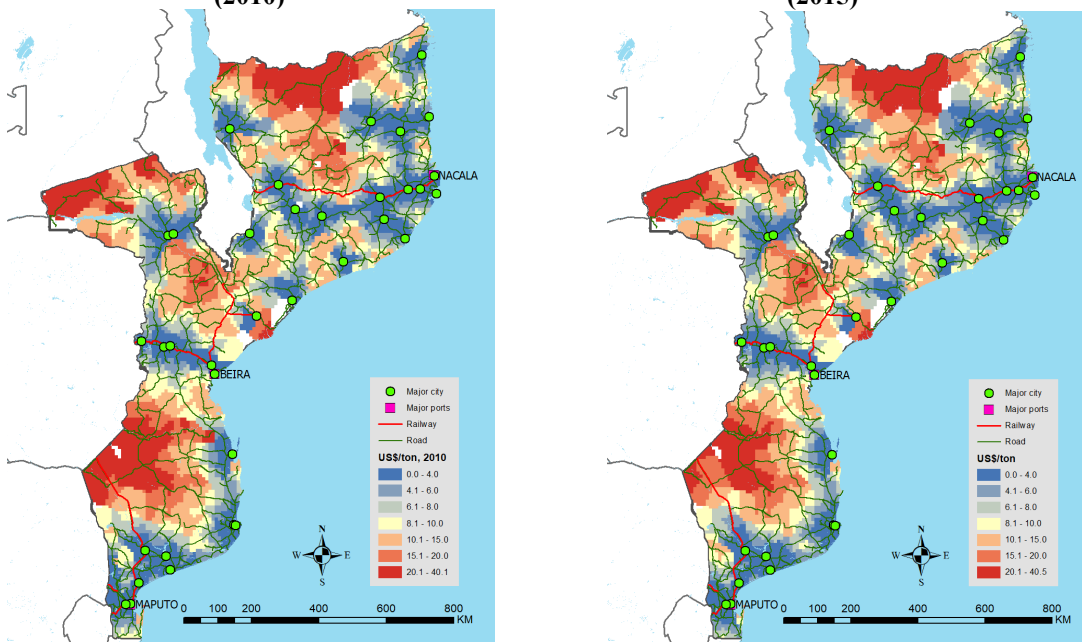 (2010)
NACALA
BEIRA
MAPUTO
Major city
Major ports
Railway
Road
US$/ton, 2010
0.0 - 4.0
4.1 - 6.0
6.1 - 8.0
8.1 - 10.0
10.1 - 15.0
15.1 - 20.0
20.1 - 40.1
N
W E
S
0 200 400 600 800
KM
NACALA
BEIRA
MAPUTO
Major city
Major ports
Railway
Road
US$/ton
0.0 - 4.0
4.1 - 6.0
6.1 - 8.0
8.1 - 10.0
10.1 - 15.0
15.1 - 20.0
20.1 - 40.5
N
W E
S
0 200 400 600 800
KM